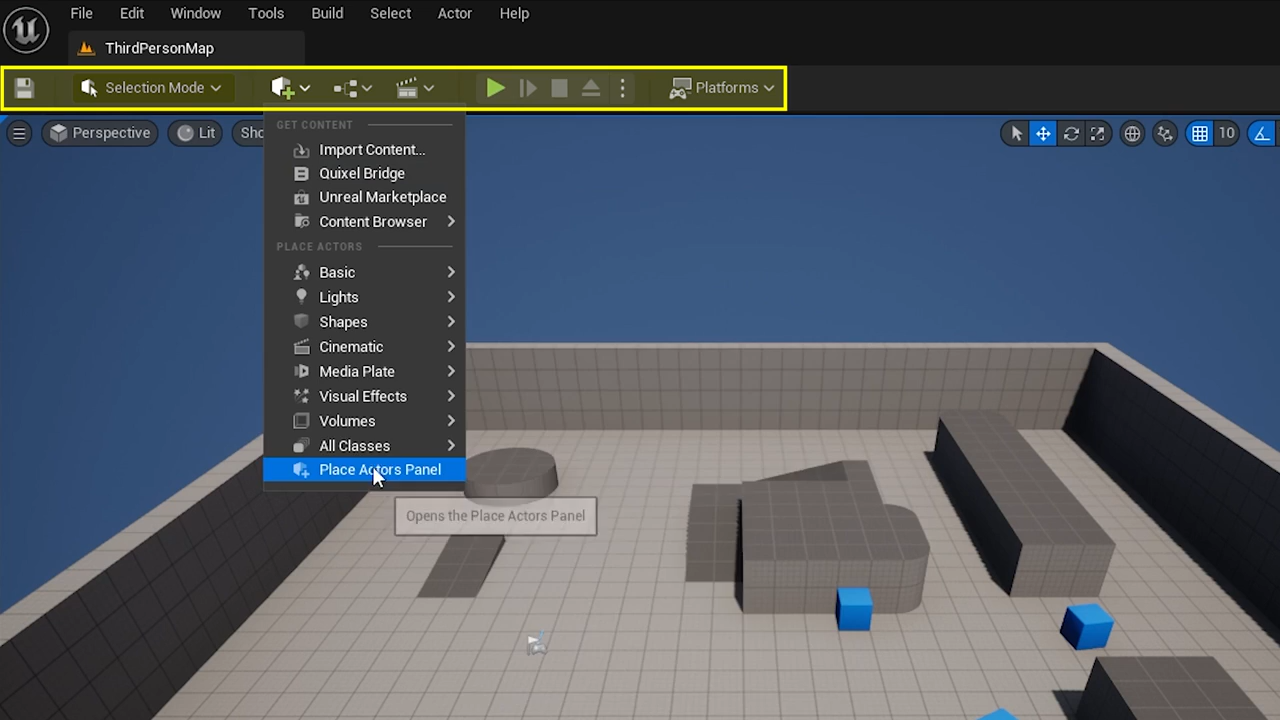 File Edit Window Tools Build Select Actor Help
ThirdPersonMap
Selection Mode Platforms
Perspective Lit Sho 10
GET CONTENT
Import Content...
Quixel Bridge
Unreal Marketplace
Content Browser
PLACE ACTORS
Basic
Lights
Shapes
Cinematic
Media Plate
Visual Effects
Volumes
All Classes
Place Actors Panel
Opens the Place Actors Panel